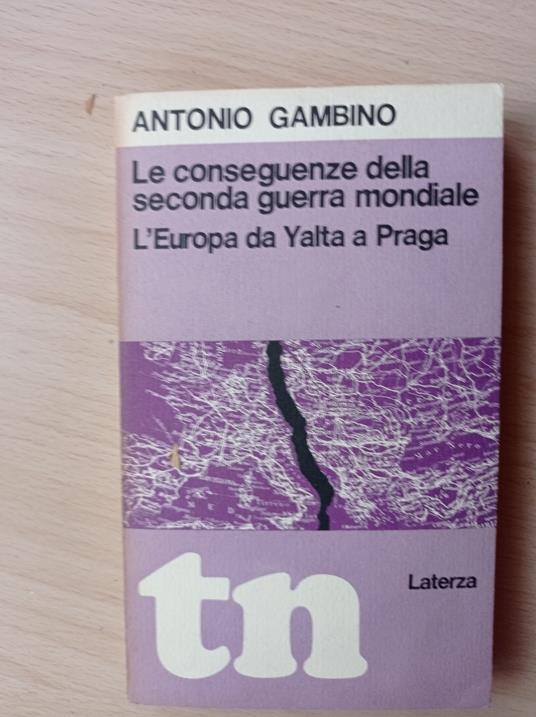 ANTONIO GAMBINO
Le conseguenze della
seconda guerra mondiale
L'Europa da Yalta a Praga
Laterza
tn